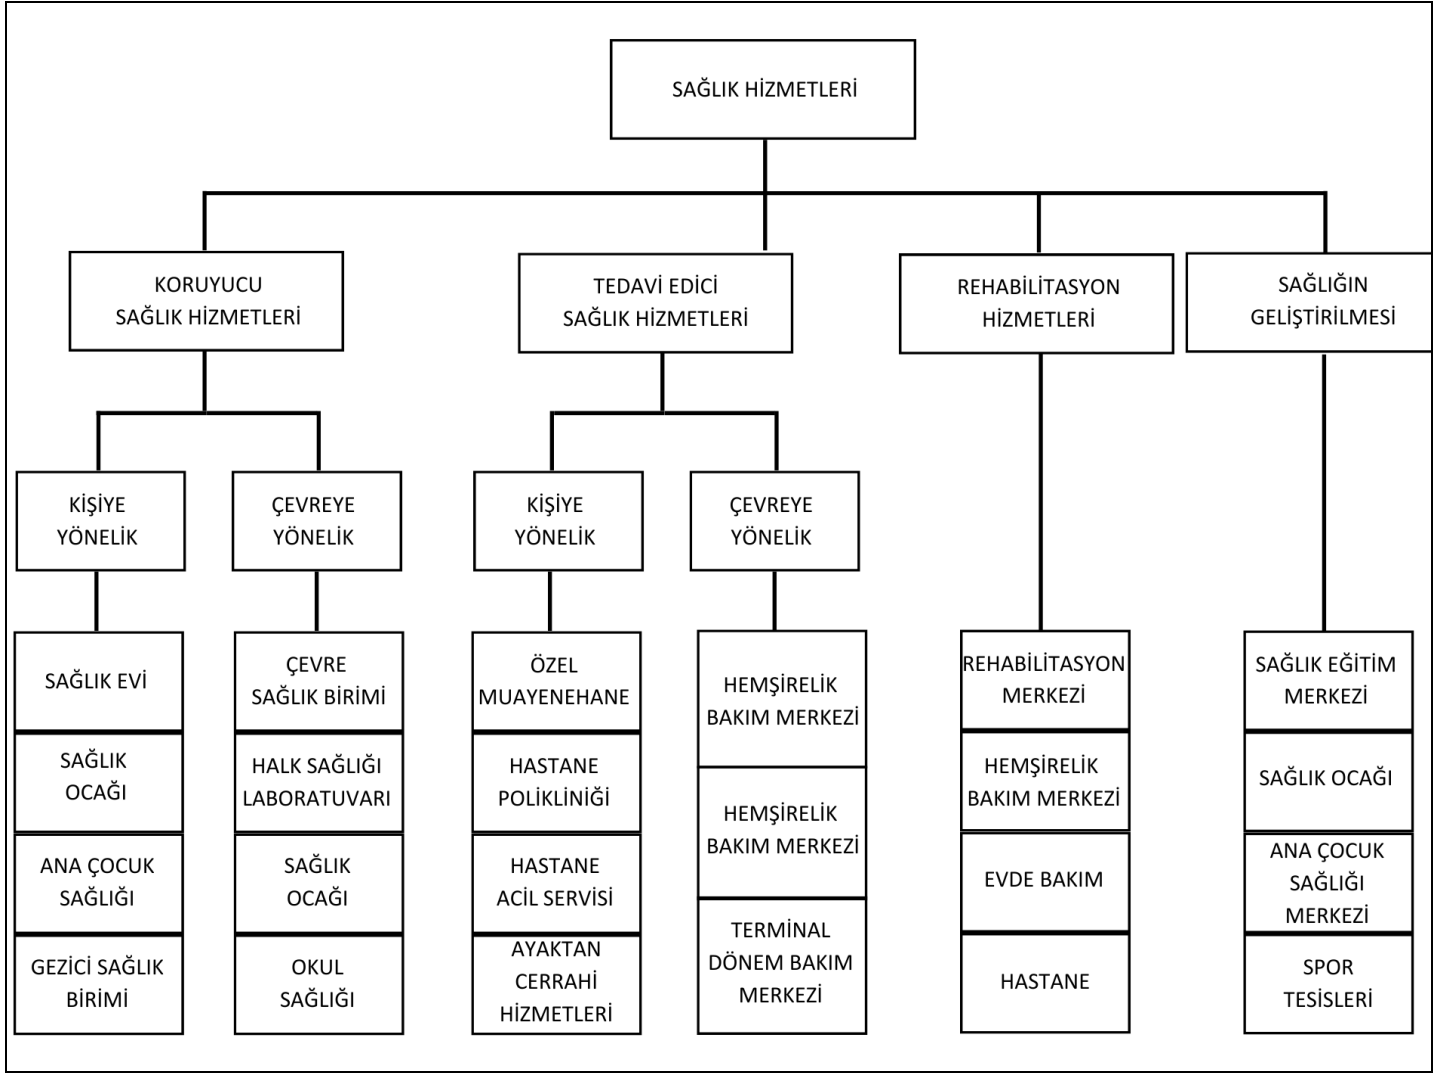 SAĞLIK HİZMETLERİ
KORUYUCU
SAĞLIK HİZMETLERİ
TEDAVİ EDİCİ
SAĞLIK HİZMETLERİ
REHABİLİTASYON
HİZMETLERİ
SAĞLIĞIN
GELİŞTİRİLMESİ
KİŞİYE
YÖNELİK
ÇEVREYE
YÖNELİK
KİŞİYE
YÖNELİK
ÇEVREYE
YÖNELİK
SAĞLIK EVİ
SAĞLIK
OCAĞI
ANA ÇOCUK
SAĞLIĞI
GEZİCİ SAĞLIK
BİRİMİ
ÇEVRE
SAĞLIK BİRİMİ
HALK SAĞLIĞI
LABORATUVARI
SAĞLIK
OCAĞI
OKUL
SAĞLIĞI
ÖZEL
MUAYENEHANE
HASTANE
POLİKLİNİĞİ
HASTANE
ACİL SERVİSİ
AYAKTAN
CERRAHİ
HİZMETLERİ
HEMŞİRELİK
BAKIM MERKEZİ
HEMŞİRELİK
BAKIM MERKEZİ
TERMİNAL
DÖNEM BAKIM
MERKEZİ
REHABİLİTASYON
MERKEZİ
HEMŞİRELİK
BAKIM MERKEZİ
EVDE BAKIM
HASTANE
SAĞLIK EĞİTİM
MERKEZİ
SAĞLIK OCAĞI
ANA ÇOCUK
SAĞLIĞI
MERKEZİ
SPOR
TESİSLERİ